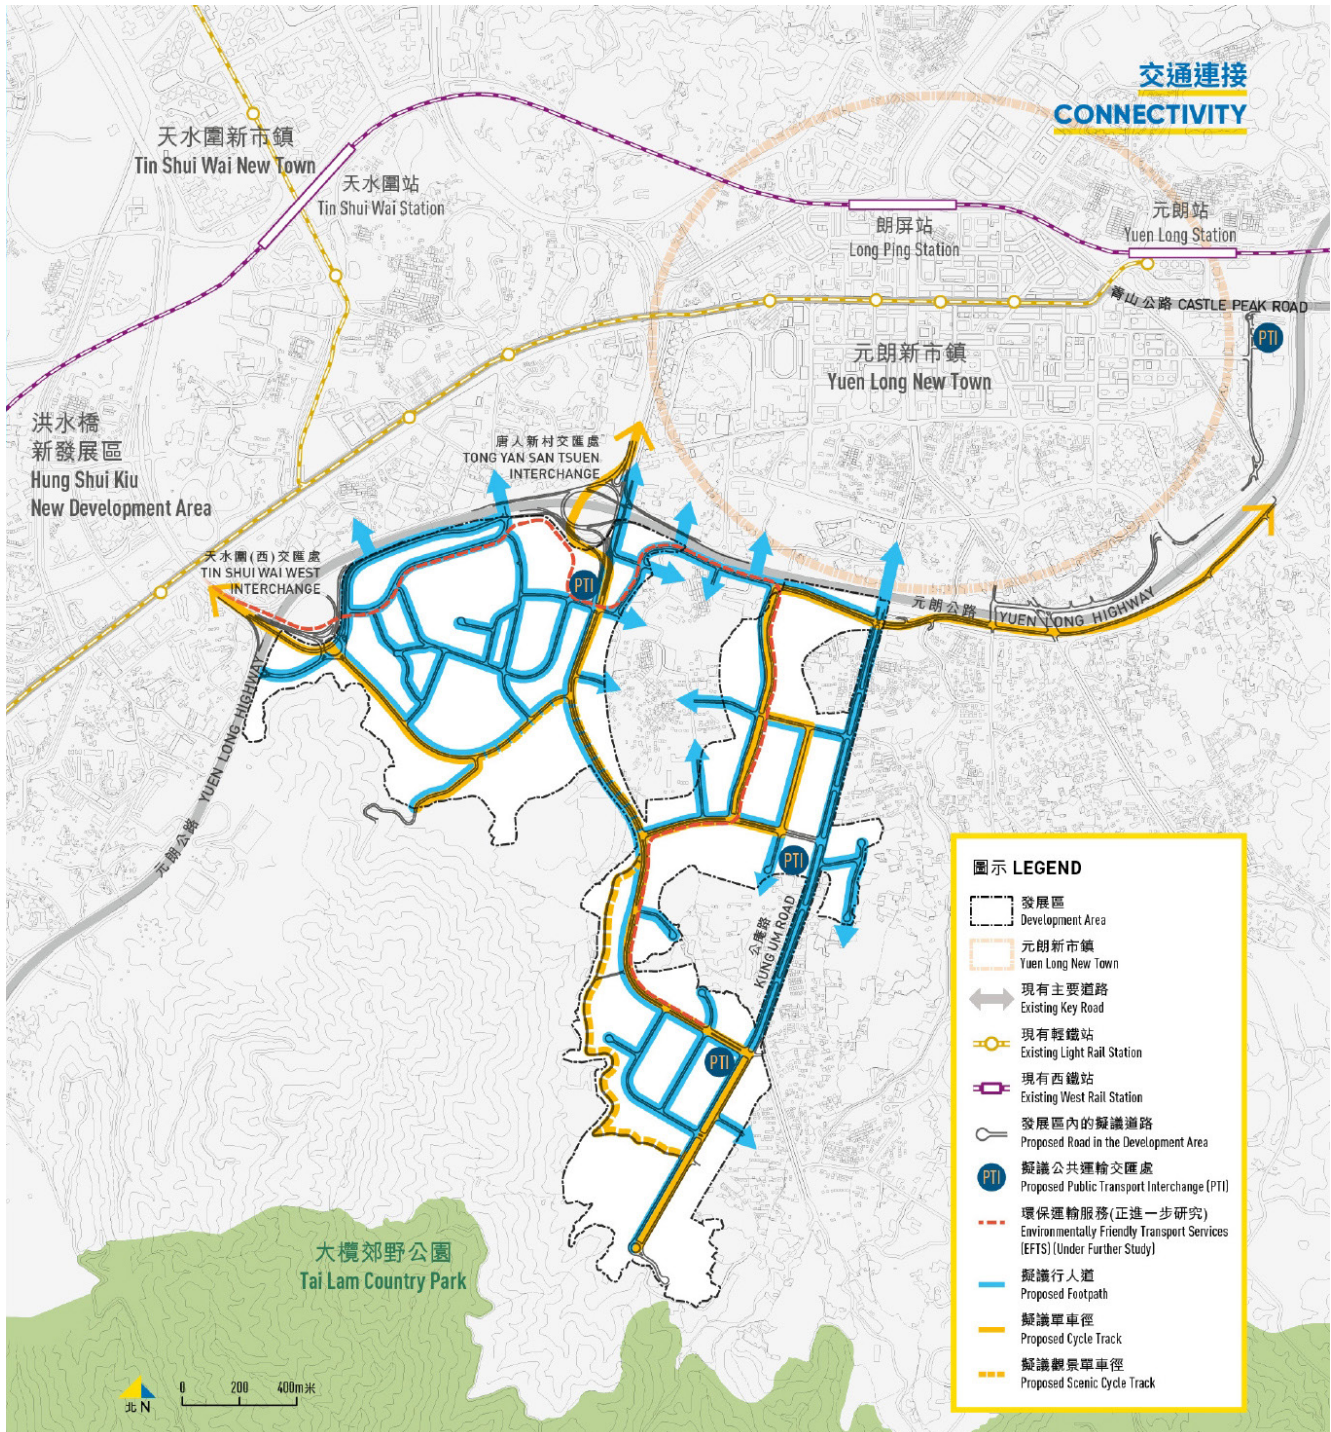 交通連接
CONNECTIVITY
天水圍新市鎮
Tin Shui Wai New Town
天水圍站
Tin Shui Wai Station
朗屏站
Long Ping Station
元朗站
Yuen Long Station
青山公路 CASTLE PEAK ROAD
PTI
元朗新市鎮
Yuen Long New Town
洪水橋
新發展區
Hung Shui Kiu
New Development Area
唐人新村交匯處
TONG YAN SAN TSUEN
INTERCHANGE
天水圍(西)交匯處
TIN SHUI WAI WEST
INTERCHANGE
PTI
元朗公路 YUEN LONG HIGHWAY
元朗公路 YUEN LONG HIGHWAY
PTI
公庵路
KUNG UM ROAD
PTI
大欖郊野公園
Tai Lam Country Park
北 N
0 200 400m米
圖示 LEGEND
發展區
Development Area
元朗新市鎮
Yuen Long New Town
現有主要道路
Existing Key Road
現有輕鐵站
Existing Light Rail Station
現有西鐵站
Existing West Rail Station
發展區內的擬議道路
Proposed Road in the Development Area
PTI
擬議公共運輸交匯處
Proposed Public Transport Interchange (PTI)
環保運輸服務(正進一步研究)
Environmentally Friendly Transport Services
(EFTS) (Under Further Study)
擬議行人道
Proposed Footpath
擬議單車徑
Proposed Cycle Track
擬議觀景單車徑
Proposed Scenic Cycle Track